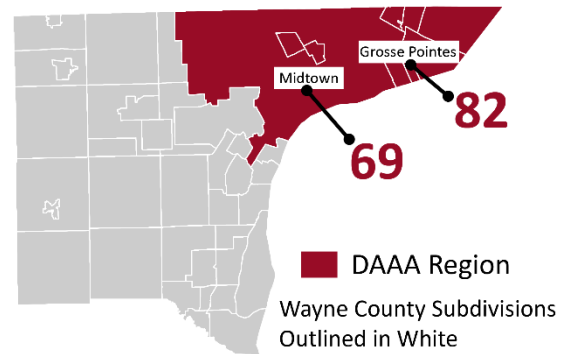 Grosse Pointes
Midtown
82
69
DAAA Region
Wayne County Subdivisions
Outlined in White